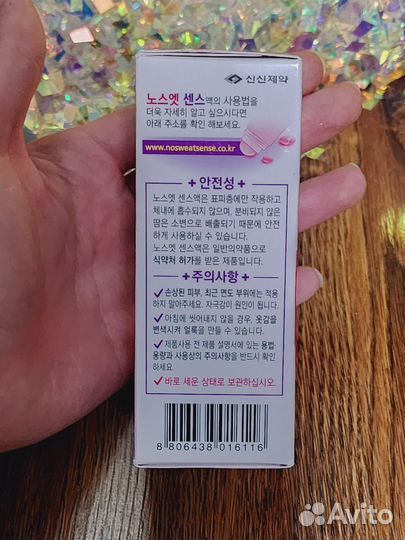 신신제약
노스엣 센스액의 사용법을
더욱 자세히 알고 싶으시다면
아래 주소를 확인 해보세요.
www.nosweatsense.co.kr
+ 안전성 +
노스엣 센스액은 표피층에만 작용하고
체내에 흡수되지 않으며, 분비되지 않은
땀은 소변으로 배출되기 때문에 안전
하게 사용하실 수 있습니다.
노스엣 센스액은 일반의약품으로
식약처 허가를 받은 제품입니다.
+ 주의사항 +
✔ 손상된 피부, 최근 면도 부위에는 적용
하지 말아주세요. 자극감이 원인이 됩니다.
✔ 아침에 씻어내지 않을 경우, 옷감을
변색시켜 얼룩을 만들 수 있습니다.
✔ 제품사용 전 제품 설명서에 있는 용법·
용량과 사용상의 주의사항을 반드시 확인
하세요.
✔ 바로 세운 상태로 보관하십시오.
8 806438 016116
Avito